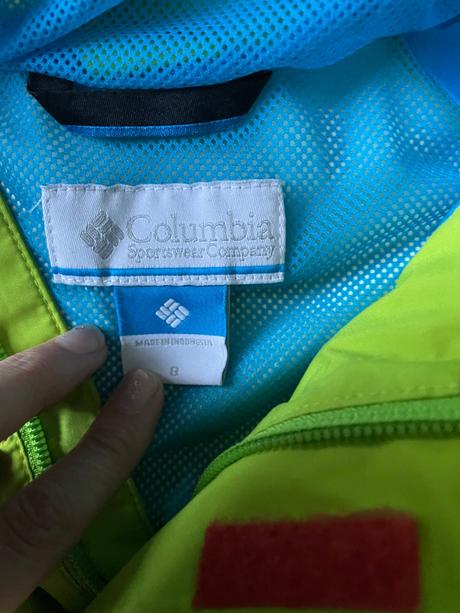 Columbia
Sportswear Company
MADE IN INDONESIA
8